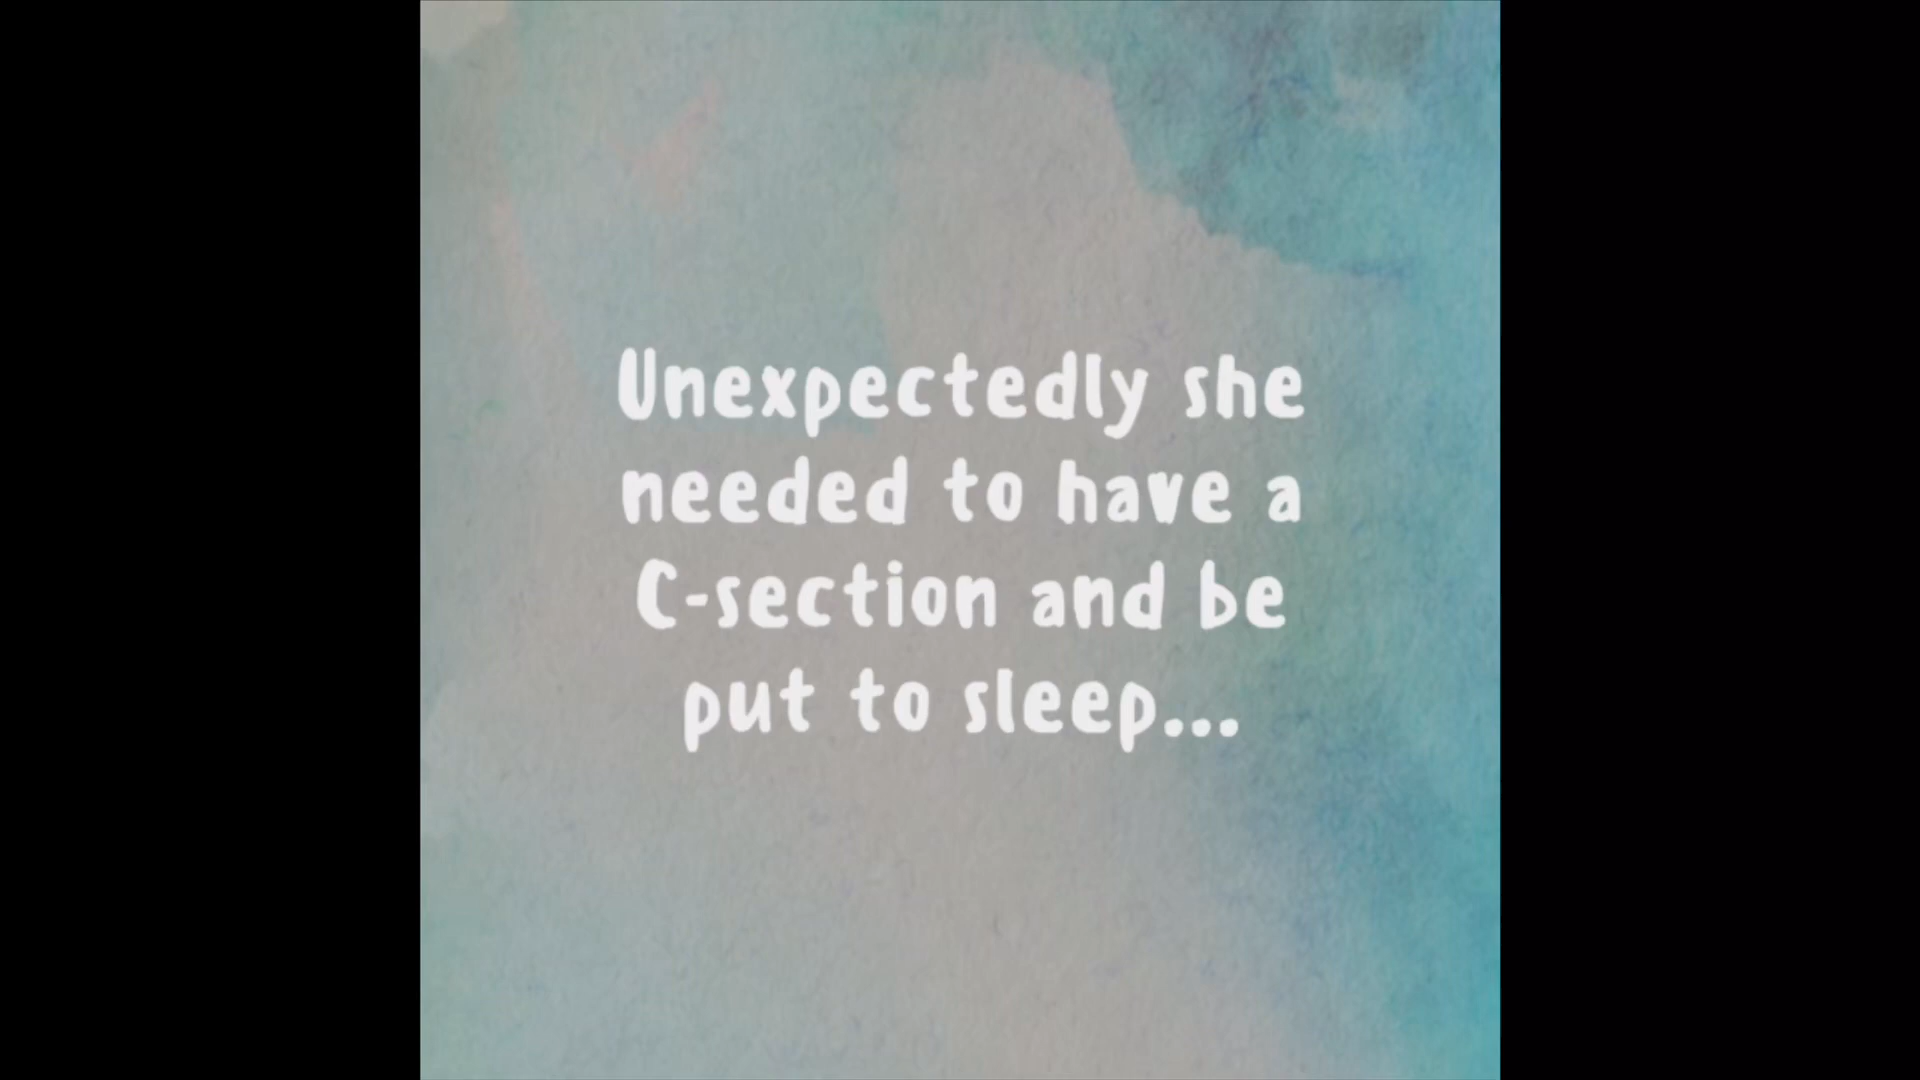 Unexpectedly she
needed to have a
C-section and be
put to sleep...